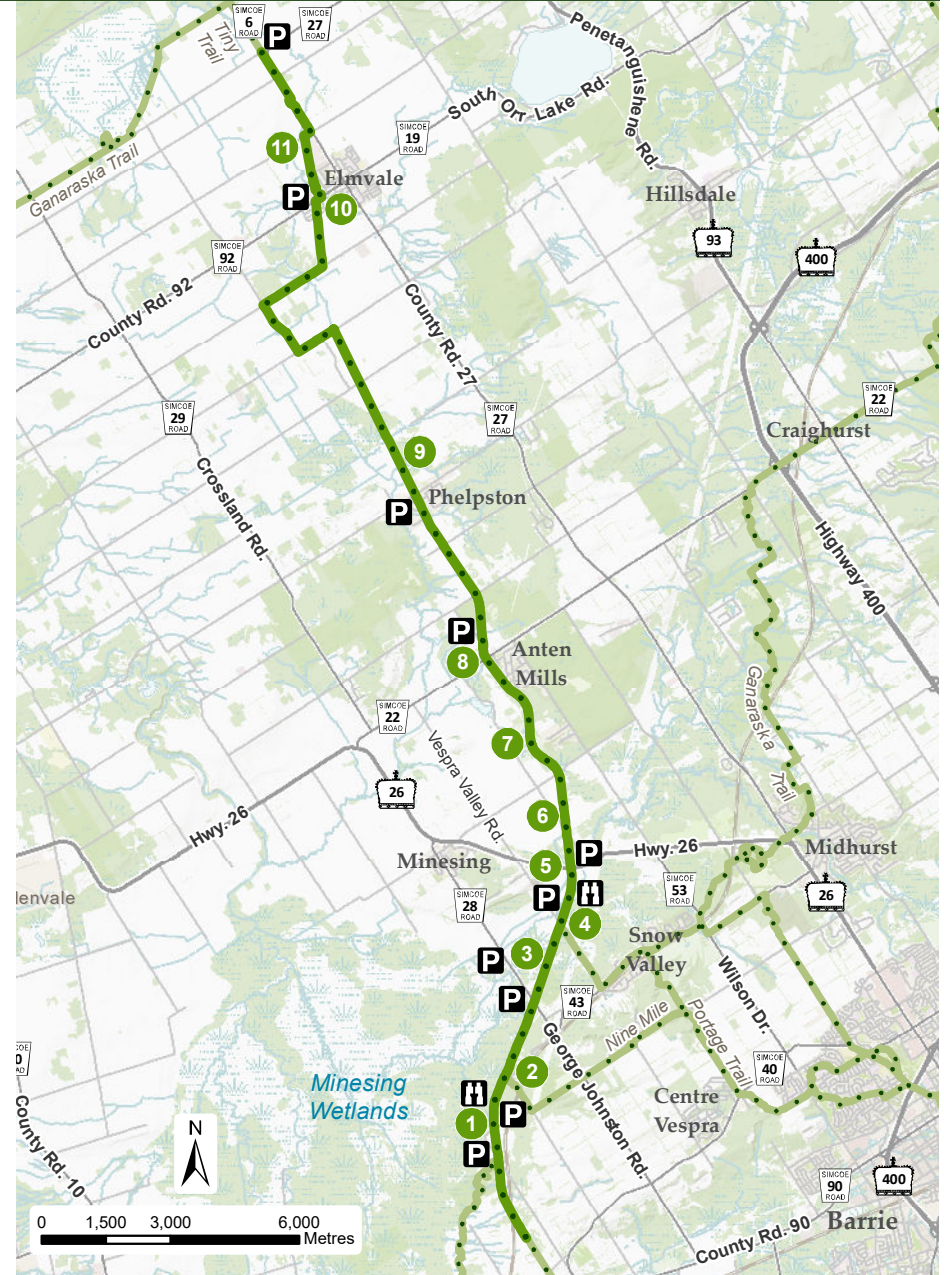 SIMCOE
6
ROAD
SIMCOE
27
ROAD
P
Tiny
Trail
Penetanguishene Rd.
South Orr Lake Rd.
SIMCOE
19
ROAD
11
Ganaraska Trail
Elmvale
P
10
Hillsdale
93
400
SIMCOE
92
ROAD
County Rd. 92
County Rd. 27
SIMCOE
29
ROAD
SIMCOE
27
ROAD
SIMCOE
22
ROAD
Craighurst
9
Crossland Rd.
Phelpston
P
Highway 400
P
8
Anten
Mills
Ganaraska
Trail
SIMCOE
22
ROAD
Vespra Valley Rd.
7
26
Hwy. 26
6
Minesing
5
P
Hwy. 26
Midhurst
lenvale
SIMCOE
28
ROAD
P
SIMCOE
53
ROAD
26
4
Snow
Valley
3
P
P
SIMCOE
43
ROAD
Wilson Dr.
Nine Mile
Portage Trail
George Johnston Rd.
0
ROAD
2
SIMCOE
40
ROAD
Minesing
Wetlands
Centre
Vespra
1
P
P
County Rd. 10
N
SIMCOE
90
ROAD
400
Barrie
County Rd. 90
0 1,500 3,000 6,000
Metres